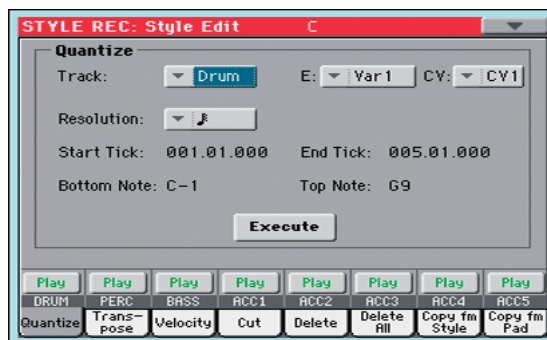 STYLE REC: Style Edit C
Quantize
Track: Drum E: Var1 CV: CV1
Resolution:
Start Tick: 001.01.000 End Tick: 005.01.000
Bottom Note: C-1 Top Note: G9
Execute
Play Play Play Play Play Play Play Play
DRUM PERC BASS ACC1 ACC2 ACC3 ACC4 ACC5
Quantize Trans-pose Velocity Cut Delete Delete All Copy fm Style Copy fm Pad